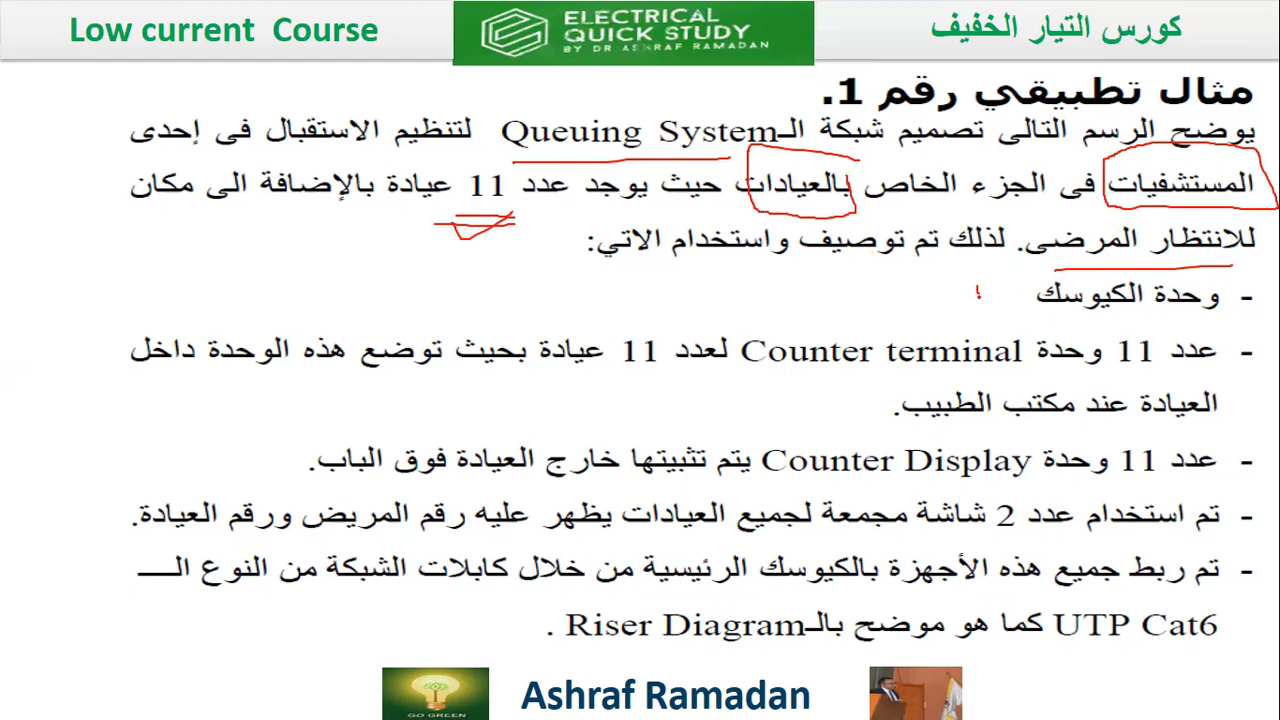 Low current Course
ELECTRICAL
QUICK STUDY
BY DR ASHRAF RAMADAN
كورس التيار الخفيف
مثال تطبيقي رقم 1.
يوضح الرسم التالى تصميم شبكة الـQueuing System لتنظيم الاستقبال فى إحدى
المستشفيات فى الجزء الخاص بالعيادات حيث يوجد عدد 11 عيادة بالإضافة الى مكان
للانتظار المرضى. لذلك تم توصيف واستخدام الاتي:
- وحدة الكيوسك
- عدد 11 وحدة Counter terminal لعدد 11 عيادة بحيث توضع هذه الوحدة داخل
العيادة عند مكتب الطبيب.
- عدد 11 وحدة Counter Display يتم تثبيتها خارج العيادة فوق الباب.
- تم استخدام عدد 2 شاشة مجمعة لجميع العيادات يظهر عليه رقم المريض ورقم العيادة.
- تم ربط جميع هذه الأجهزة بالكيوسك الرئيسية من خلال كابلات الشبكة من النوع الــــ
UTP Cat6 كما هو موضح بالـRiser Diagram .
GO GREEN
Ashraf Ramadan